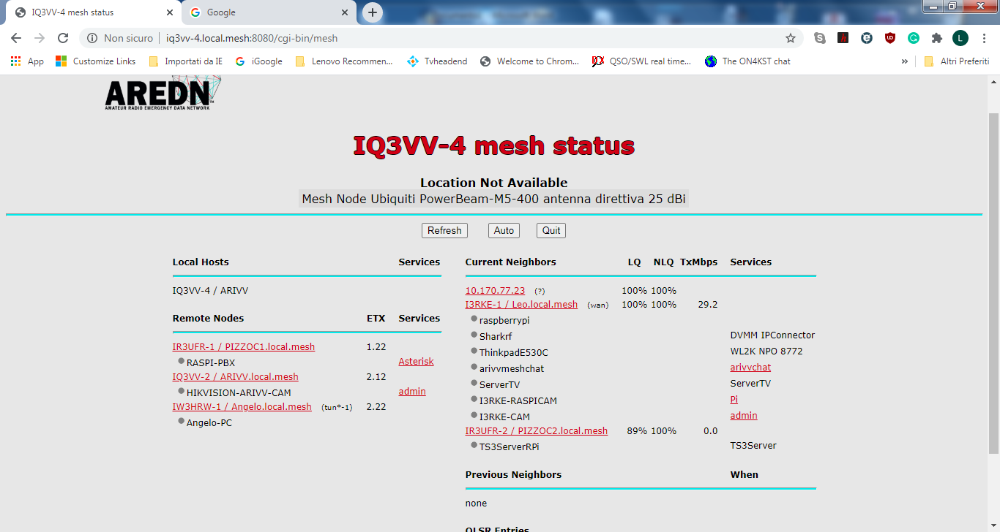 IQ3VV-4 mesh status
Google
Non sicuro
iq3vv-4.local.mesh:8080/cgi-bin/mesh
L
App
Customize Links
Importati da IE
iGoogle
Lenovo Recommen...
Tvheadend
Welcome to Chrom...
QSO/SWL real time...
The ON4KST chat
»
Altri Preferiti
AREDN™
AMATEUR RADIO EMERGENCY DATA NETWORK
IQ3VV-4 mesh status
Location Not Available
Mesh Node Ubiquiti PowerBeam-M5-400 antenna direttiva 25 dBi
Refresh Auto Quit
Local Hosts Services
IQ3VV-4 / ARIVV
Remote Nodes ETX Services
IR3UFR-1 / PIZZOC1.local.mesh 1.22
RASPI-PBX Asterisk
IQ3VV-2 / ARIVV.local.mesh 2.12
HIKVISION-ARIVV-CAM admin
IW3HRW-1 / Angelo.local.mesh (tun*-1) 2.22
Angelo-PC
Current Neighbors LQ NLQ TxMbps Services
10.170.77.23 (?) 100% 100%
I3RKE-1 / Leo.local.mesh (wan) 100% 100% 29.2
raspberrypi
Sharkrf DVMM IPConnector
ThinkpadE530C WL2K NPO 8772
arivvmeshchat arivvchat
ServerTV ServerTV
I3RKE-RASPICAM Pi
I3RKE-CAM admin
IR3UFR-2 / PIZZOC2.local.mesh 89% 100% 0.0
TS3ServerRPi TS3Server
Previous Neighbors When
none
OLSR Entries